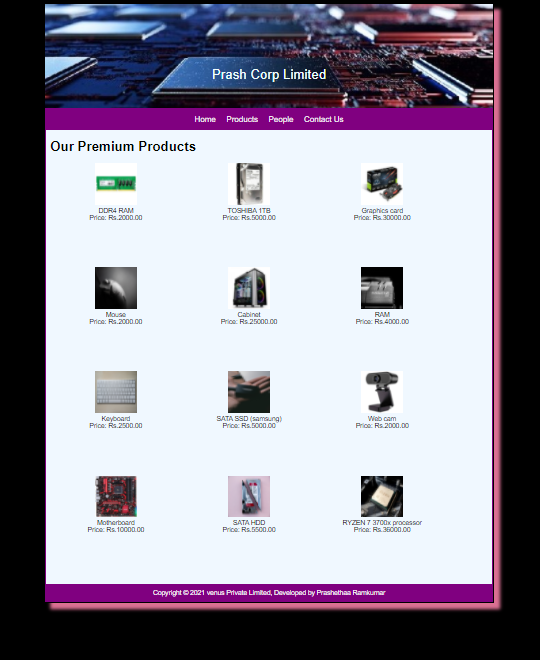 Prash Corp Limited
Home Products People Contact Us
Our Premium Products
DDR4 RAM
Price: Rs.2000.00
TOSHIBA 1TB
Price: Rs.5000.00
Graphics card
Price: Rs.30000.00
Mouse
Price: Rs.2000.00
Cabinet
Price: Rs.25000.00
RAM
Price: Rs.4000.00
Keyboard
Price: Rs.2500.00
SATA SSD (samsung)
Price: Rs.5000.00
Web cam
Price: Rs.2000.00
Motherboard
Price: Rs.10000.00
SATA HDD
Price: Rs.5500.00
RYZEN 7 3700x processor
Price: Rs.36000.00
Copyright © 2021 venus Private Limited, Developed by Prashethaa Ramkumar